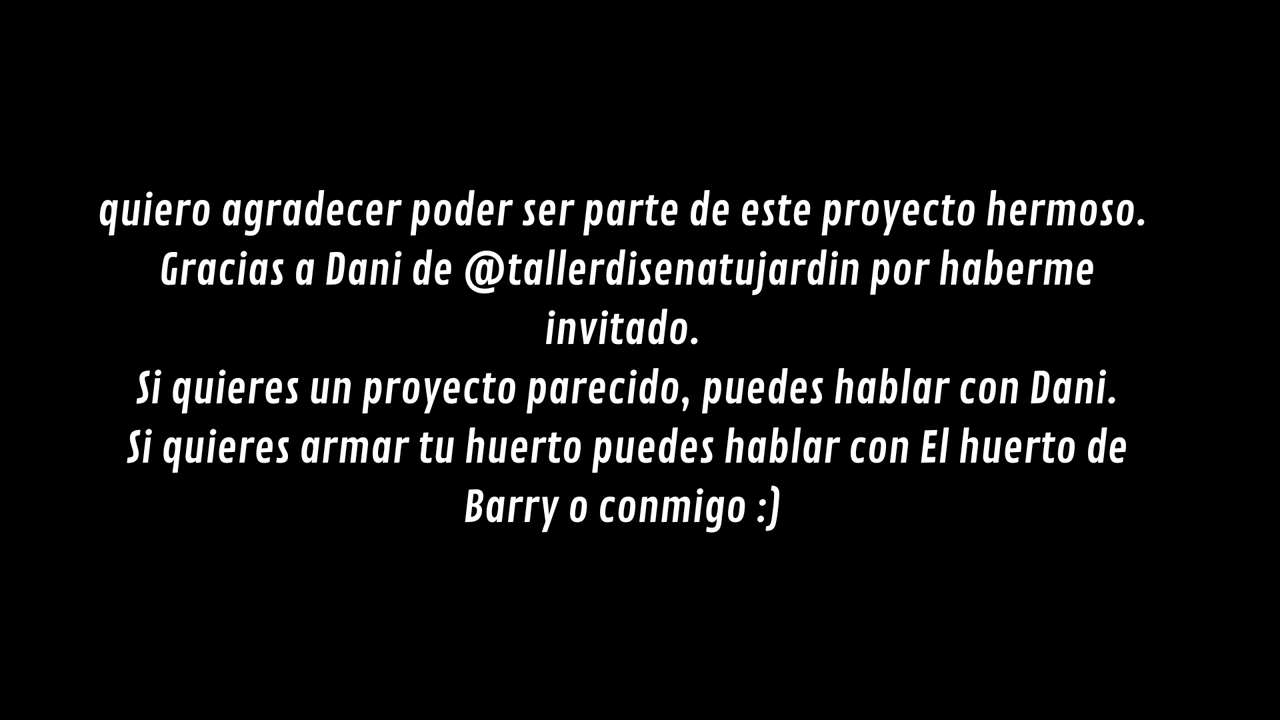 quiero agradecer poder ser parte de este proyecto hermoso.
Gracias a Dani de @tallerdisenatujardin por haberme
invitado.
Si quieres un proyecto parecido, puedes hablar con Dani.
Si quieres armar tu huerto puedes hablar con El huerto de
Barry o conmigo :)